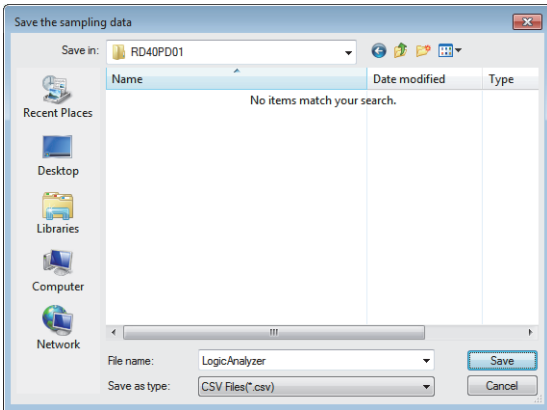 Save the sampling data
Save in: RD40PD01
Name Date modified Type
No items match your search.
Recent Places
Desktop
Libraries
Computer
Network
File name: LogicAnalyzer Save
Save as type: CSV Files(*.csv) Cancel